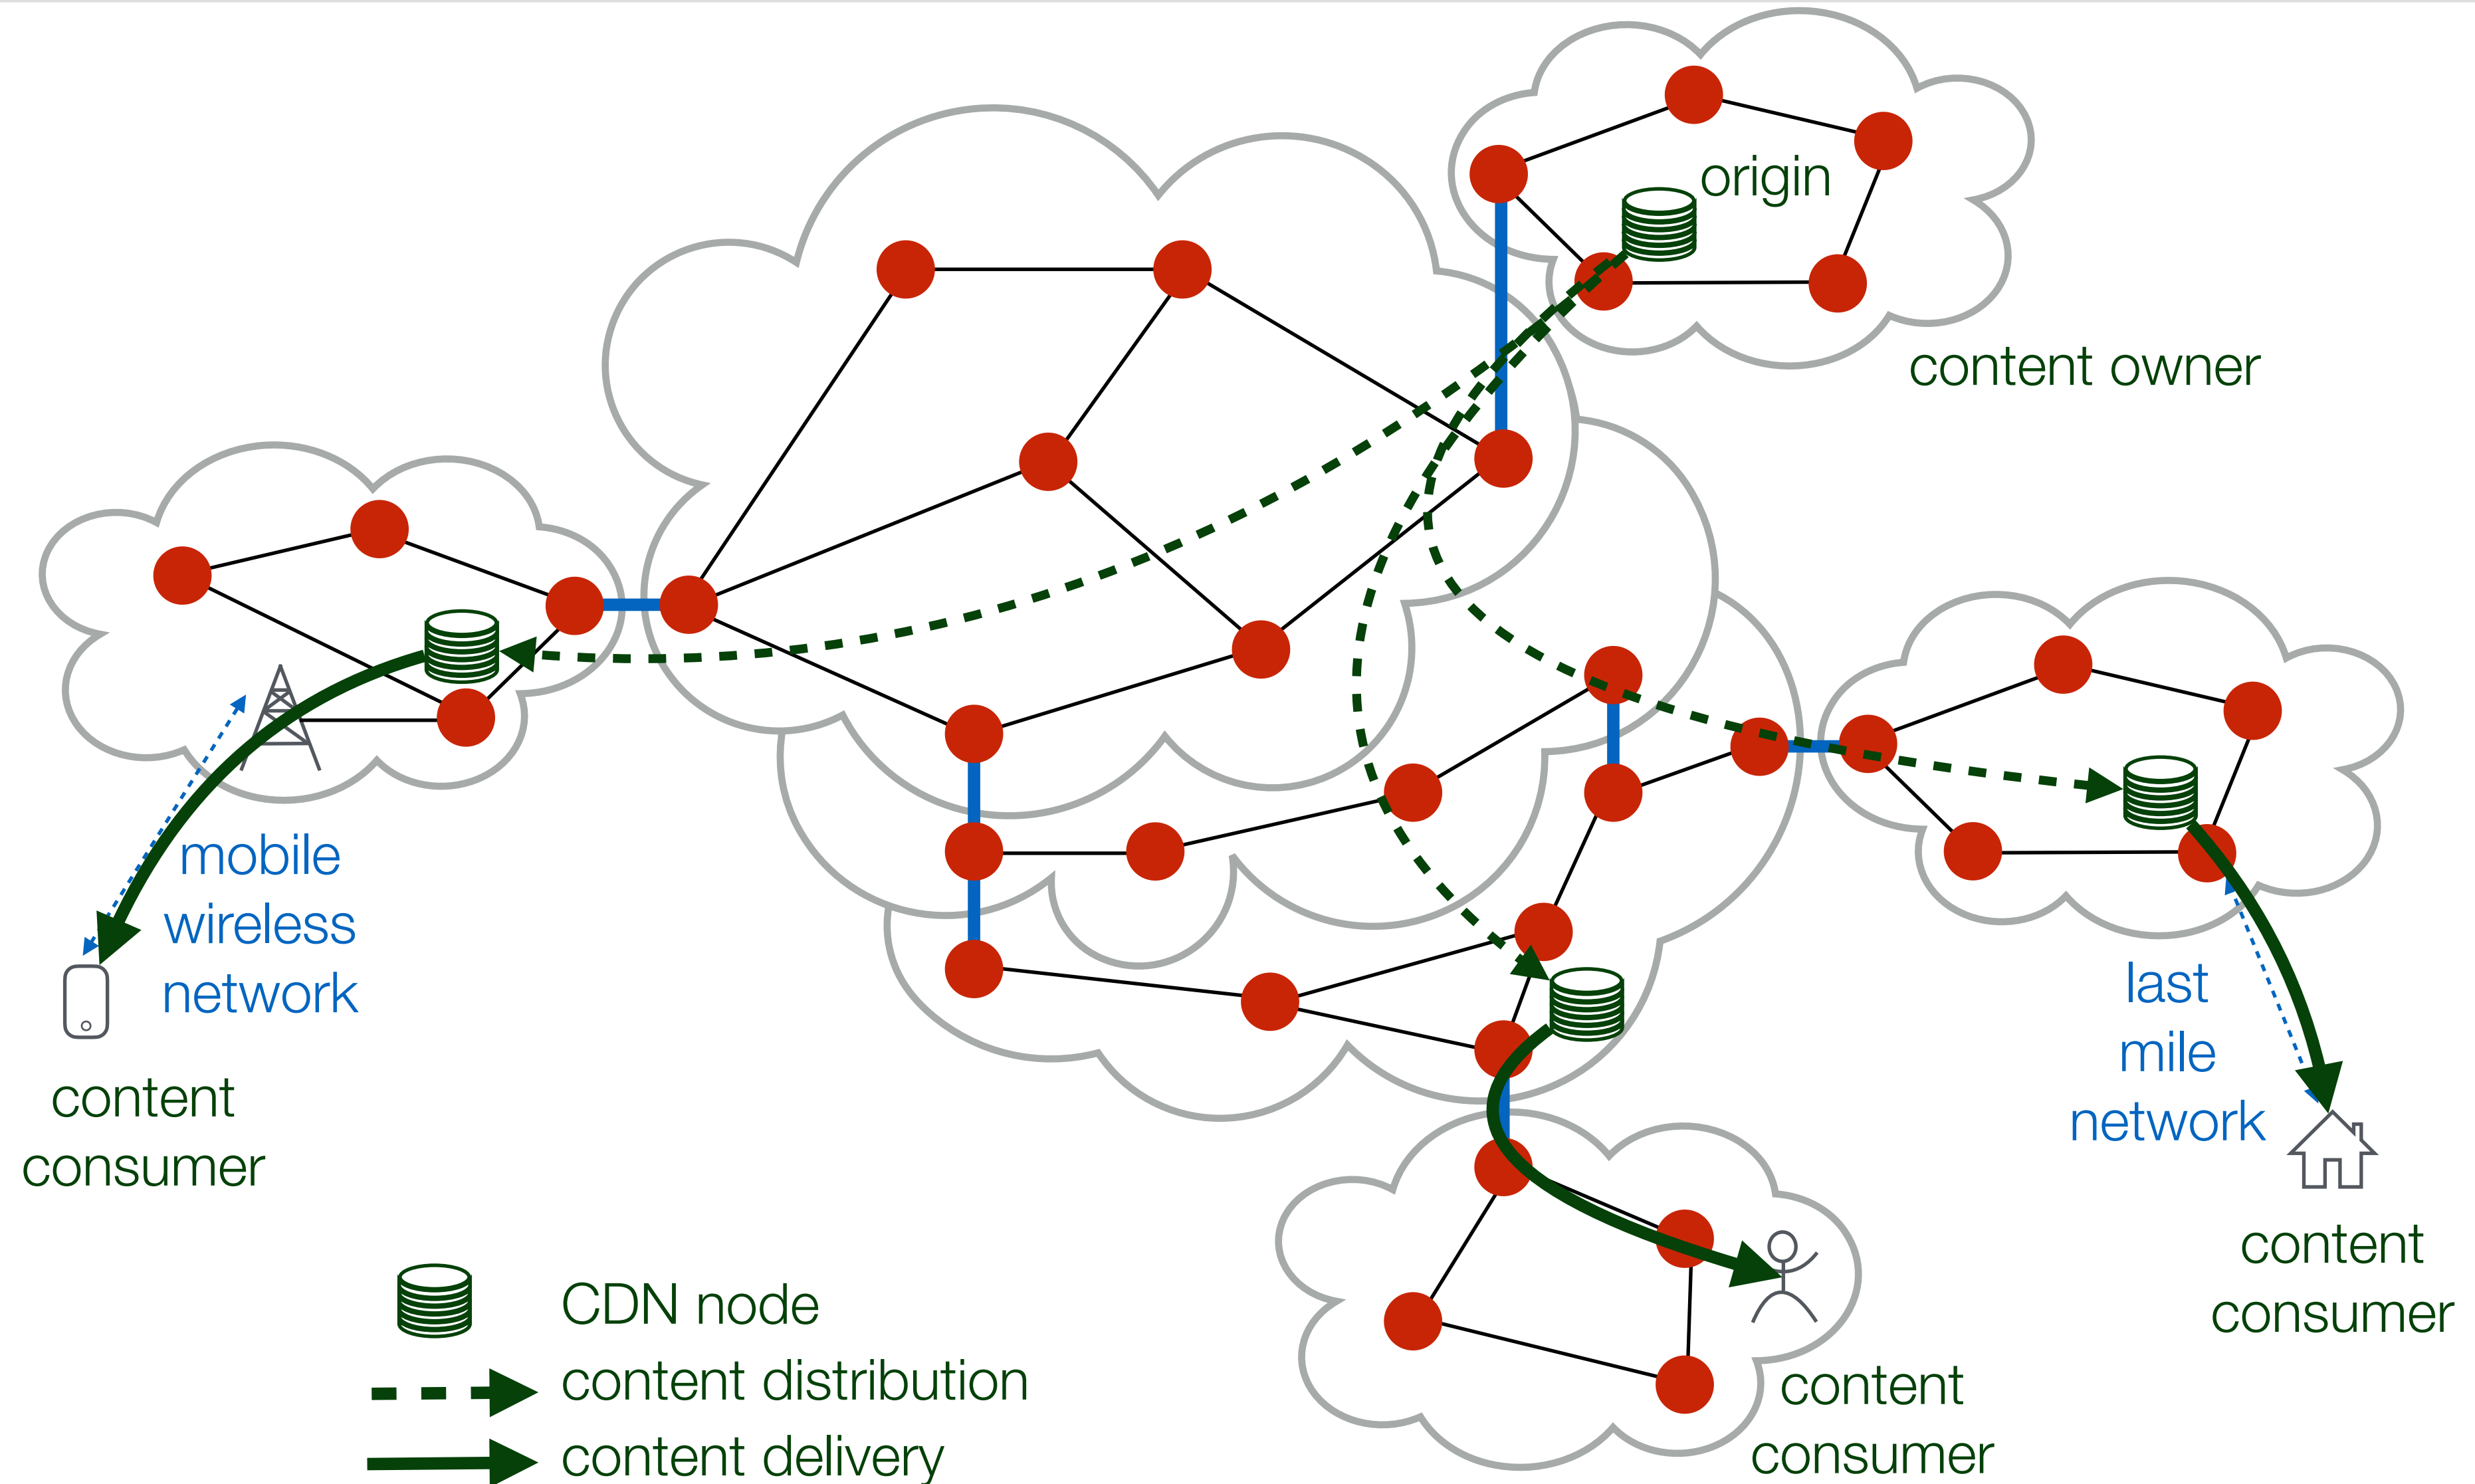 origin
content owner
mobile
wireless
network
content
consumer
last
mile
network
content
consumer
content
consumer
CDN node
content distribution
content delivery